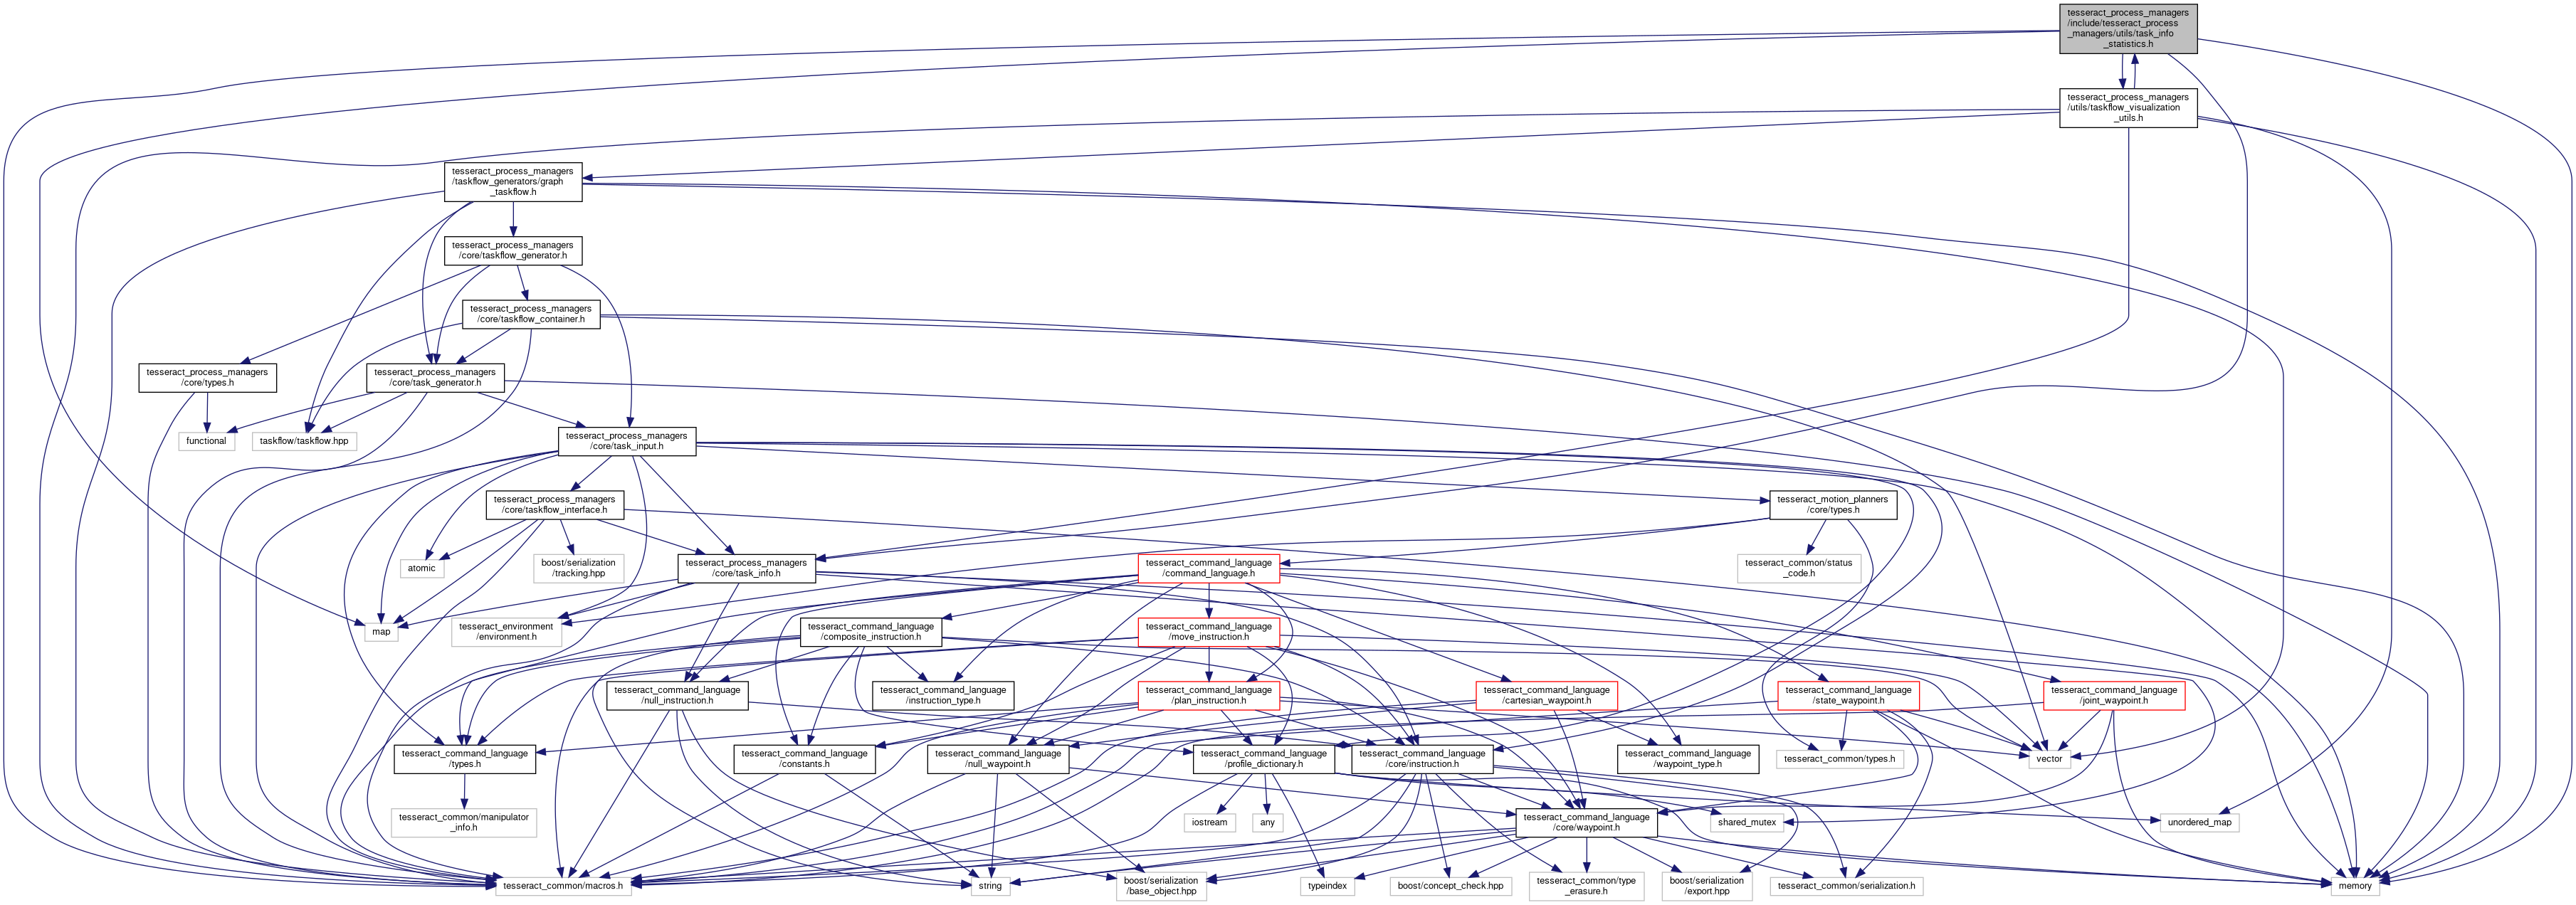 tesseract_process_managers
/include/tesseract_process
_managers/utils/task_info
_statistics.h
tesseract_process_managers
/utils/taskflow_visualization
_utils.h
tesseract_process_managers
/taskflow_generators/graph
_taskflow.h
tesseract_process_managers
/core/taskflow_generator.h
tesseract_process_managers
/core/taskflow_container.h
tesseract_process_managers
/core/types.h
tesseract_process_managers
/core/task_generator.h
functional
taskflow/taskflow.hpp
tesseract_process_managers
/core/task_input.h
tesseract_process_managers
/core/taskflow_interface.h
tesseract_motion_planners
/core/types.h
atomic
boost/serialization
/tracking.hpp
tesseract_process_managers
/core/task_info.h
tesseract_command_language
/command_language.h
tesseract_common/status
_code.h
map
tesseract_environment
/environment.h
tesseract_command_language
/composite_instruction.h
tesseract_command_language
/move_instruction.h
tesseract_command_language
/null_instruction.h
tesseract_command_language
/instruction_type.h
tesseract_command_language
/plan_instruction.h
tesseract_command_language
/cartesian_waypoint.h
tesseract_command_language
/state_waypoint.h
tesseract_command_language
/joint_waypoint.h
tesseract_command_language
/types.h
tesseract_command_language
/constants.h
tesseract_command_language
/null_waypoint.h
tesseract_command_language
/profile_dictionary.h
tesseract_command_language
/core/instruction.h
tesseract_command_language
/waypoint_type.h
tesseract_common/types.h
vector
tesseract_common/manipulator
_info.h
iostream
any
tesseract_command_language
/core/waypoint.h
shared_mutex
unordered_map
tesseract_common/macros.h
string
boost/serialization
/base_object.hpp
typeindex
boost/concept_check.hpp
tesseract_common/type
_erasure.h
boost/serialization
/export.hpp
tesseract_common/serialization.h
memory